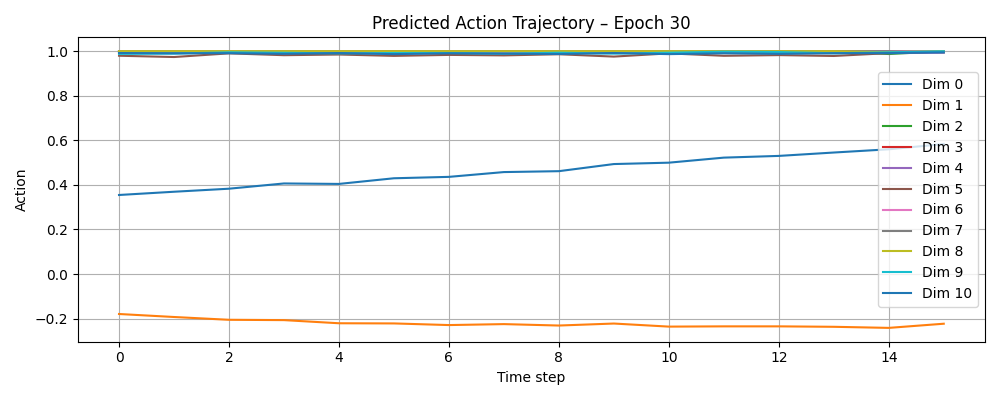 Predicted Action Trajectory – Epoch 30
1.0
0.8
0.6
0.4
0.2
0.0
−0.2
Action
Dim 0
Dim 1
Dim 2
Dim 3
Dim 4
Dim 5
Dim 6
Dim 7
Dim 8
Dim 9
Dim 10
0 2 4 6 8 10 12 14
Time step